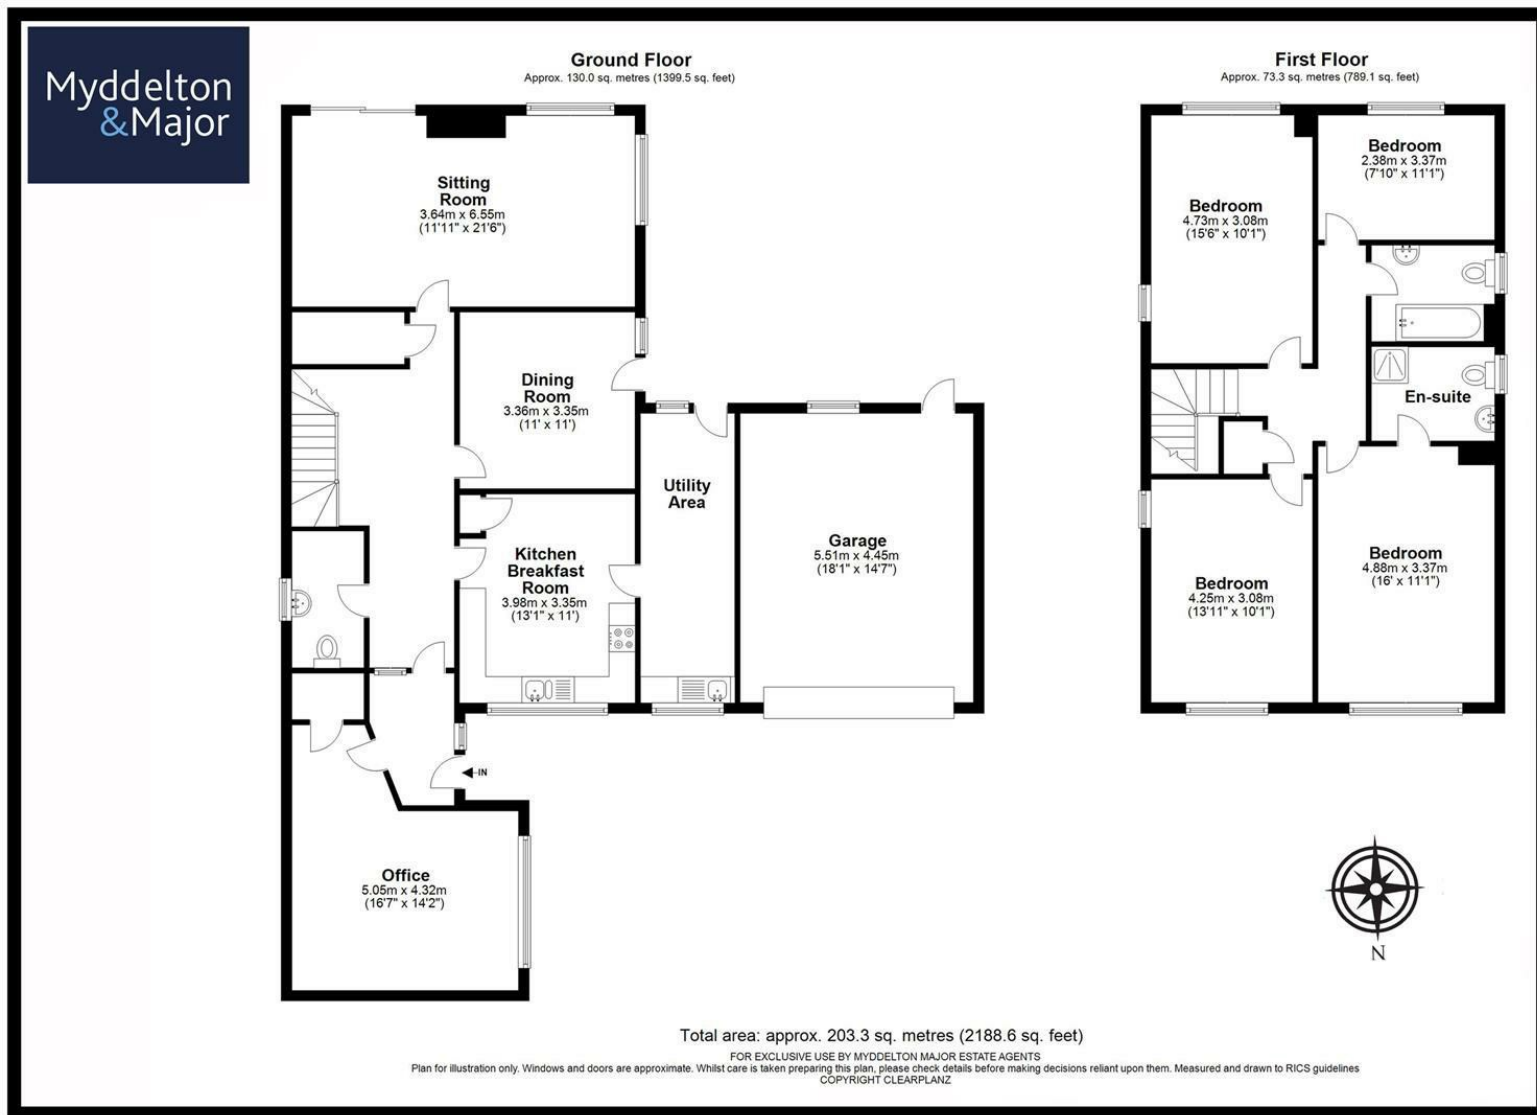 Myddelton
&Major
Ground Floor
Approx. 130.0 sq. metres (1399.5 sq. feet)
Sitting
Room
3.64m x 6.55m
(11'11" x 21'6")
Dining
Room
3.36m x 3.35m
(11' x 11')
Utility
Area
Kitchen
Breakfast
Room
3.98m x 3.35m
(13'1" x 11')
Garage
5.51m x 4.45m
(18'1" x 14'7")
IN
Office
5.05m x 4.32m
(16'7" x 14'2")
First Floor
Approx. 73.3 sq. metres (789.1 sq. feet)
Bedroom
4.73m x 3.08m
(15'6" x 10'1")
Bedroom
2.38m x 3.37m
(7'10" x 11'1")
En-suite
Bedroom
4.25m x 3.08m
(13'11" x 10'1")
Bedroom
4.88m x 3.37m
(16' x 11'1")
N
Total area: approx. 203.3 sq. metres (2188.6 sq. feet)
FOR EXCLUSIVE USE BY MYDDELTON MAJOR ESTATE AGENTS
Plan for illustration only. Windows and doors are approximate. Whilst care is taken preparing this plan, please check details before making decisions reliant upon them. Measured and drawn to RICS guidelines
COPYRIGHT CLEARPLANZ